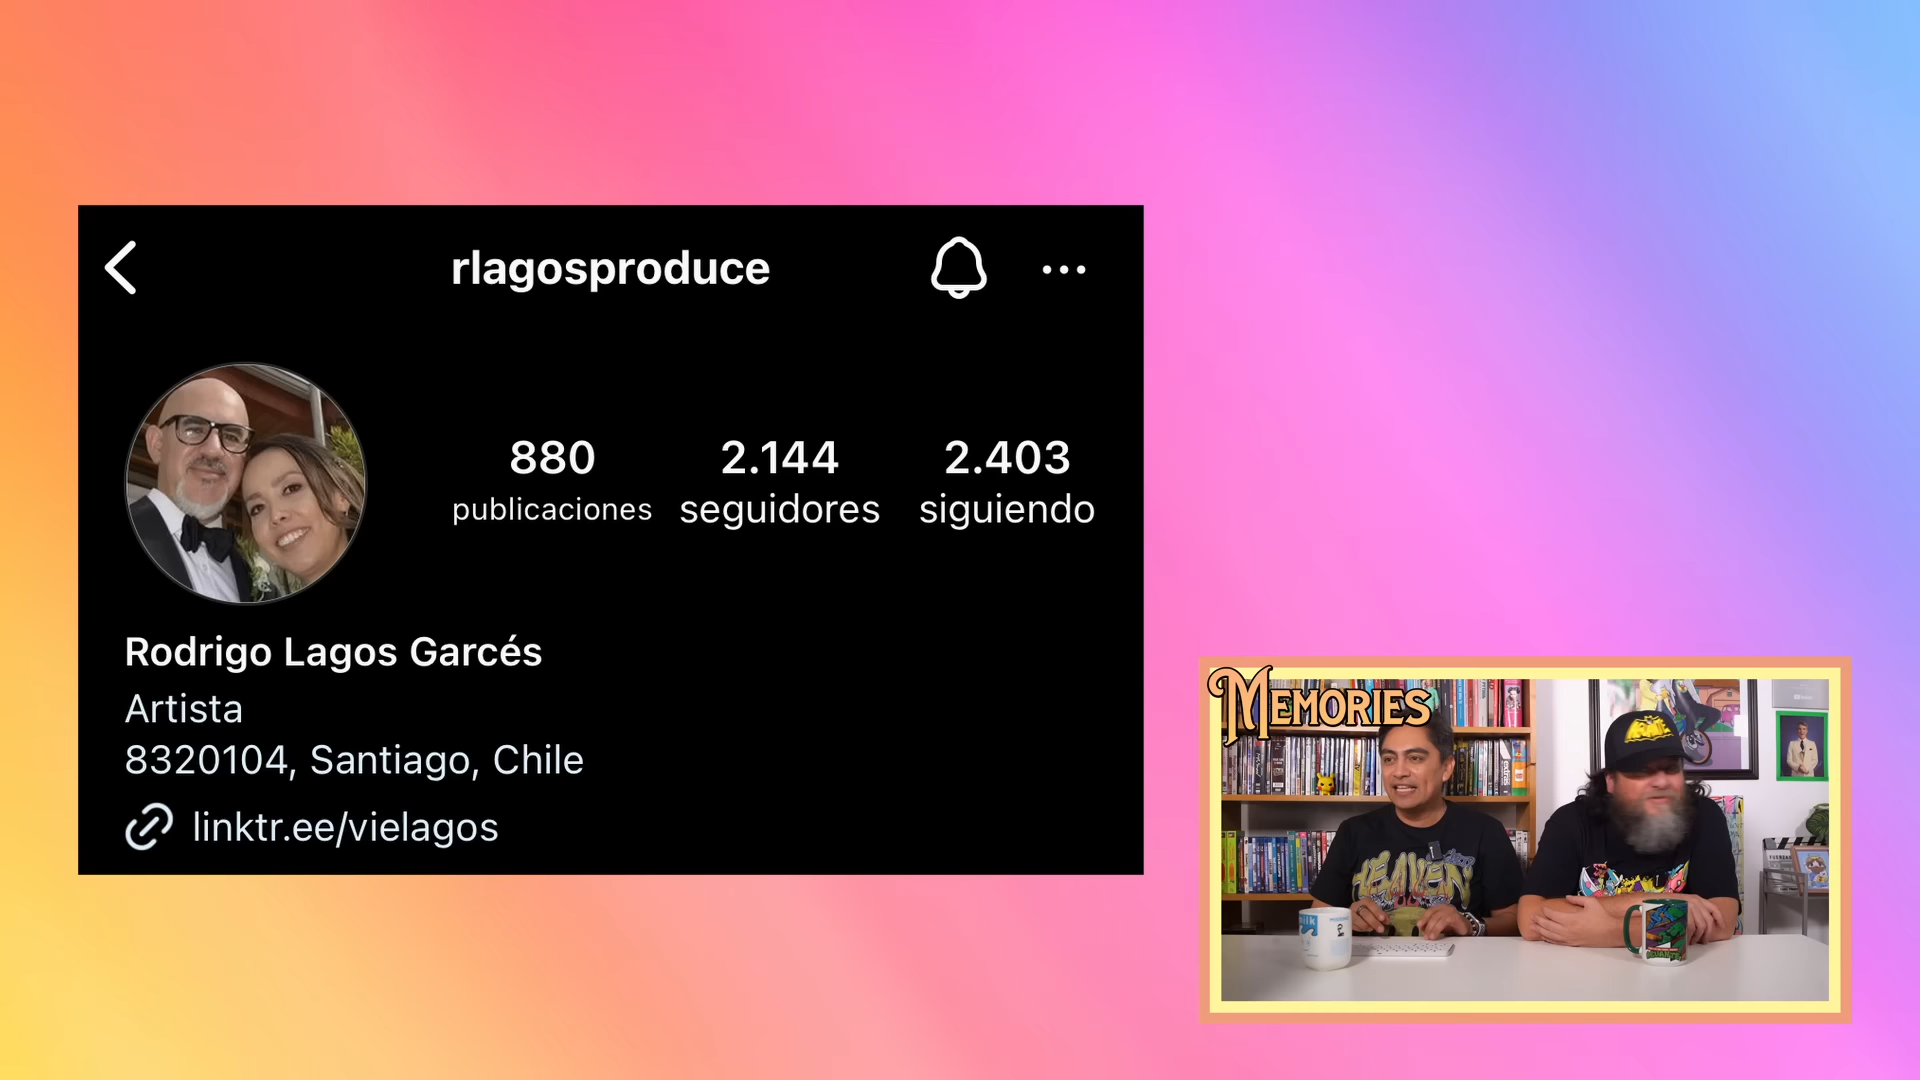 rlagosproduce
880
publicaciones
2.144
seguidores
2.403
siguiendo
Rodrigo Lagos Garcés
Artista
8320104, Santiago, Chile
linktr.ee/vielagos
MEMORIES
HEAVEN